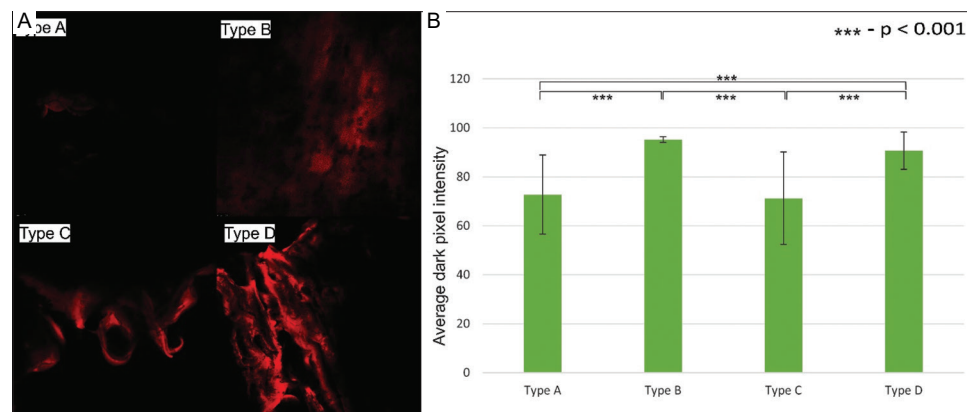 A
Type A
Type B
Type C
Type D
B
*** - p < 0.001
120
***
*** *** ***
100
80
60
40
20
0
Average dark pixel intensity
Type A Type B Type C Type D